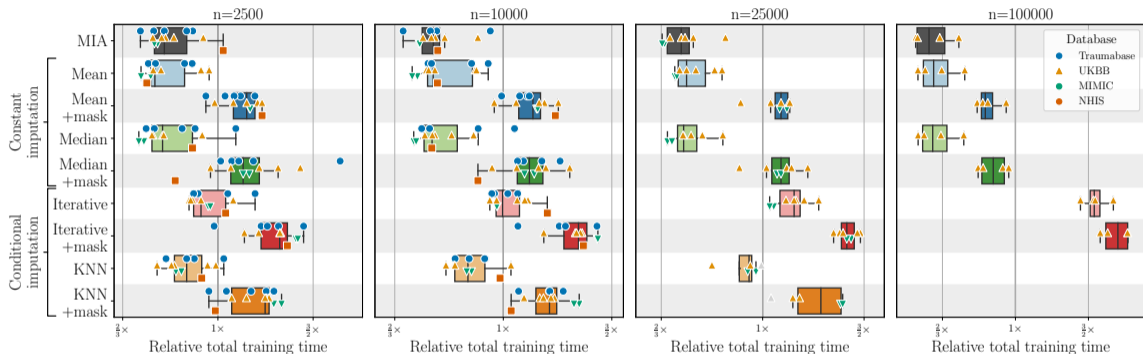 n=2500
n=10000
n=25000
n=100000
MIA
Mean
Mean
+mask
Median
Median
+mask
Iterative
Iterative
+mask
KNN
KNN
+mask
Constant
imputation
Conditional
imputation
Database
Traumabase
UKBB
MIMIC
NHIS
1×
1×
1×
1×
Relative total training time
Relative total training time
Relative total training time
Relative total training time